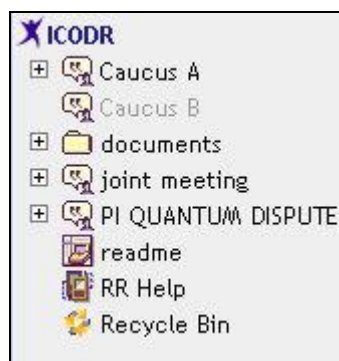 ICODR
Caucus A
Caucus B
documents
joint meeting
PI QUANTUM DISPUTE
readme
RR Help
Recycle Bin